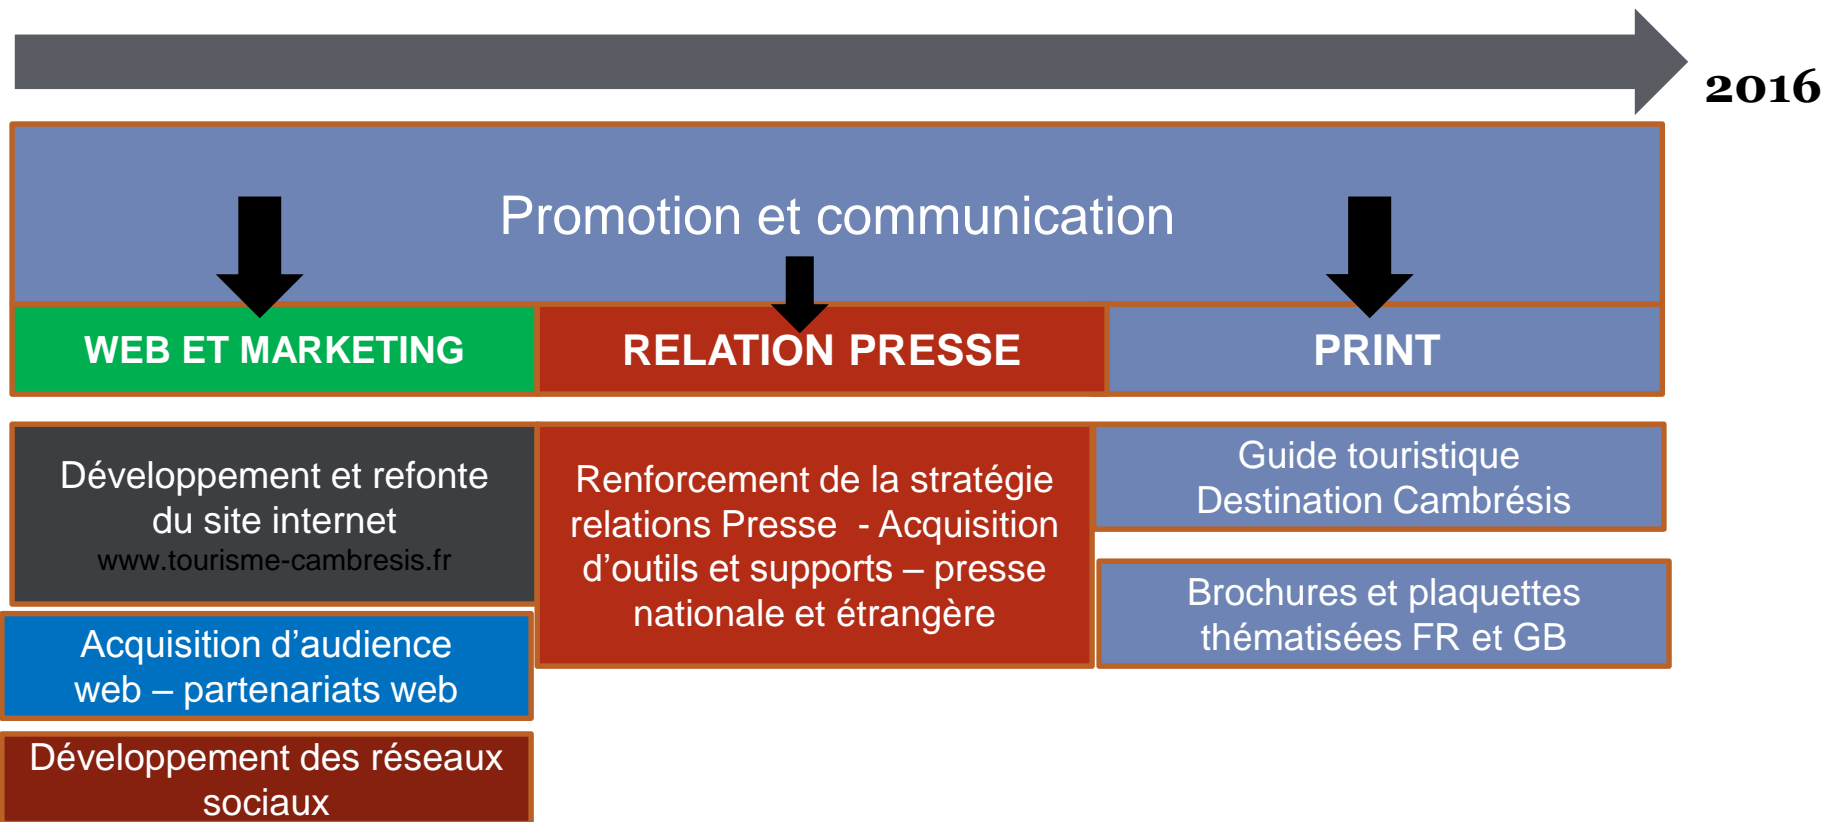 2016
Promotion et communication
WEB ET MARKETING
RELATION PRESSE
PRINT
Développement et refonte
du site internet
www.tourisme-cambresis.fr
Acquisition d’audience
web – partenariats web
Développement des réseaux
sociaux
Renforcement de la stratégie
relations Presse - Acquisition
d’outils et supports – presse
nationale et étrangère
Guide touristique
Destination Cambrésis
Brochures et plaquettes
thématisées FR et GB